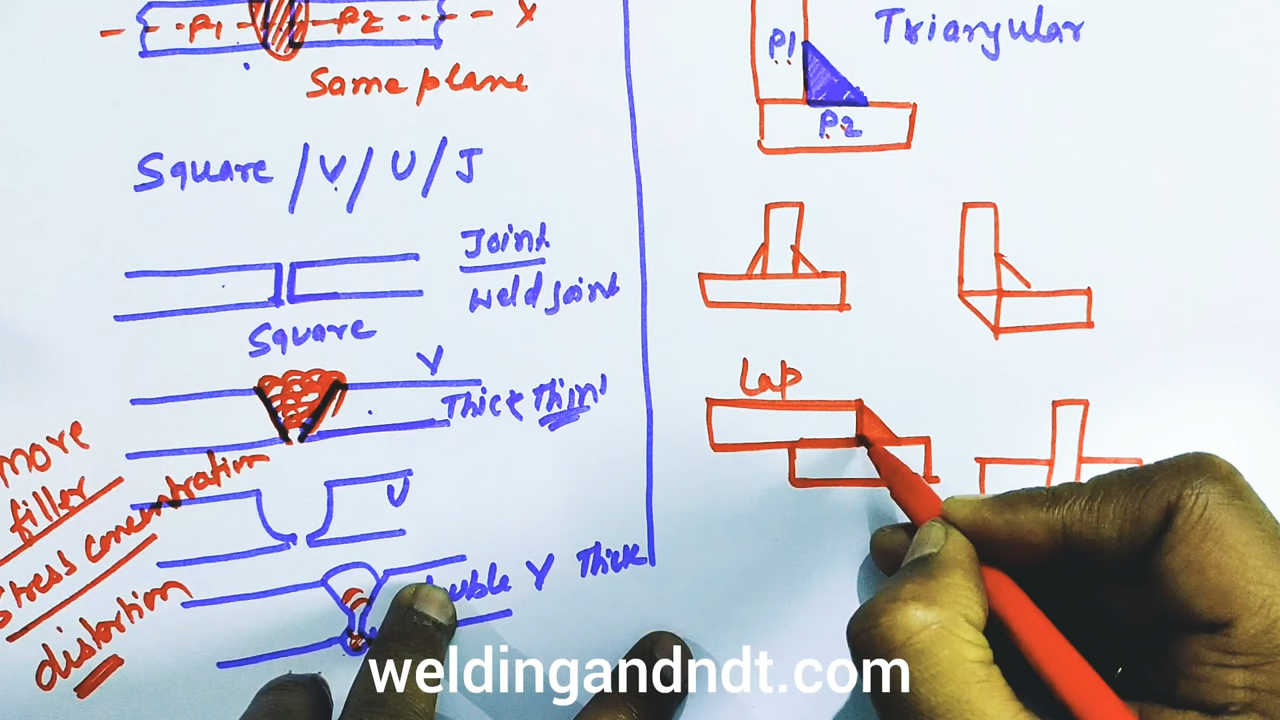 P1 P2 X
Same plane
Square / V / U / J
Joint
Weld joint
Square
V
Thick Thin
more
filler
Stress concentration
distortion
U
Double V Thick
P1
Triangular
P2
Lap
weldingandndt.com